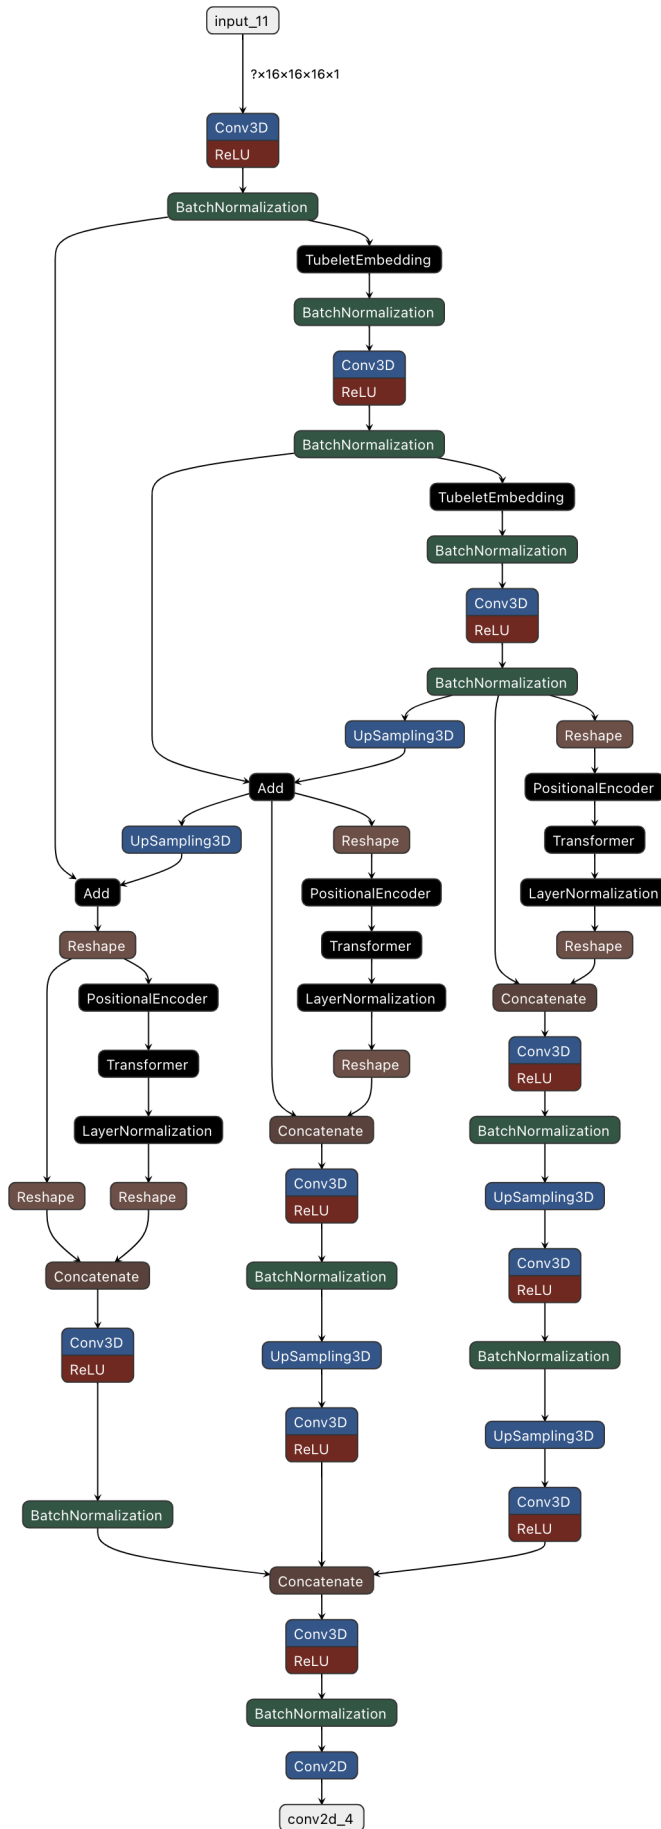 input_11
?×16×16×16×1
Conv3D
ReLU
BatchNormalization
TubeletEmbedding
BatchNormalization
Conv3D
ReLU
BatchNormalization
TubeletEmbedding
BatchNormalization
Conv3D
ReLU
BatchNormalization
UpSampling3D
Reshape
Add
PositionalEncoder
UpSampling3D
Reshape
Transformer
Add
PositionalEncoder
LayerNormalization
Reshape
Transformer
Reshape
PositionalEncoder
LayerNormalization
Concatenate
Transformer
Reshape
Conv3D
ReLU
LayerNormalization
Concatenate
BatchNormalization
Reshape
Reshape
Conv3D
ReLU
UpSampling3D
Concatenate
BatchNormalization
Conv3D
ReLU
Conv3D
ReLU
UpSampling3D
BatchNormalization
Conv3D
ReLU
UpSampling3D
BatchNormalization
Conv3D
ReLU
Concatenate
Conv3D
ReLU
BatchNormalization
Conv2D
conv2d_4